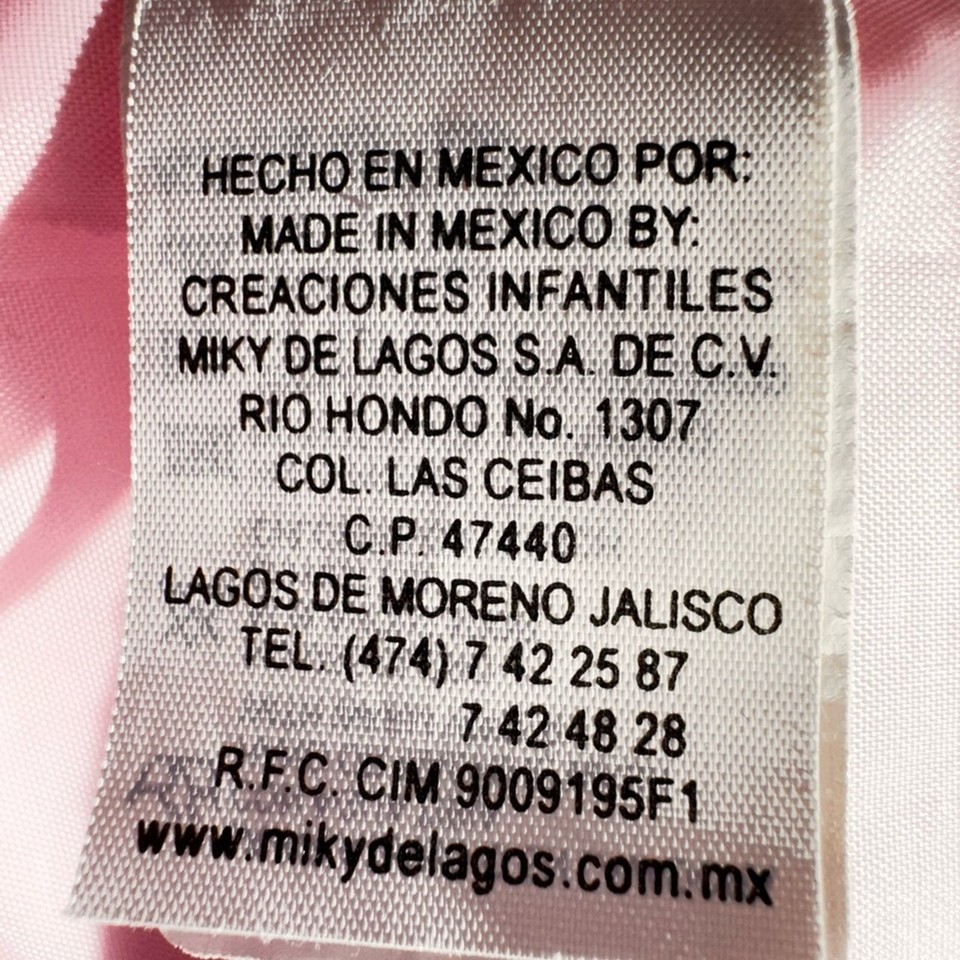 HECHO EN MEXICO POR:
MADE IN MEXICO BY:
CREACIONES INFANTILES
MIKY DE LAGOS S.A. DE C.V.
RIO HONDO No. 1307
COL. LAS CEIBAS
C.P. 47440
LAGOS DE MORENO JALISCO
TEL. (474) 7 42 25 87
7 42 48 28
R.F.C. CIM 9009195F1
www.mikydelagos.com.mx